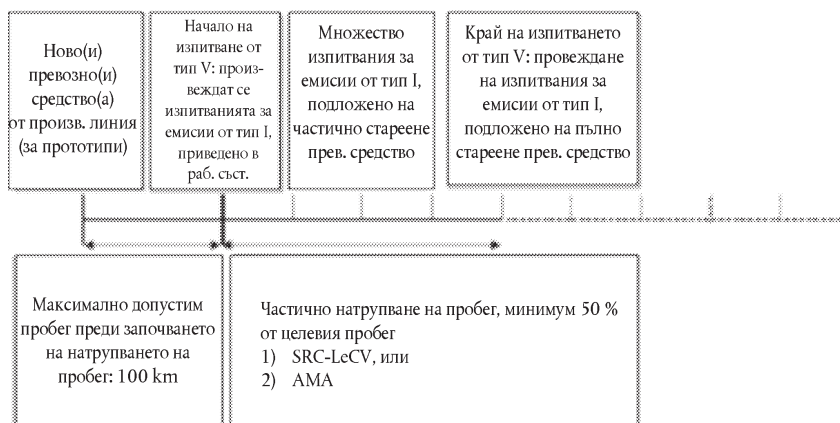 Ново(и)
превозно(и)
средство(а)
от произв. линия
(за прототипи)
Начало на
изпитване от
тип V: произ-
веждат се
изпитванията за
емисии от тип I,
приведено в
раб. съст.
Множество
изпитвания за
емисии от тип I,
подложено на
частично стареене
прев. средство
Край на изпитването
от тип V: провеждане
на изпитвания за
емисии от тип I,
подложено на пълно
стареене прев. средство
Максимално допустим
пробег преди започването
на натрупването на
пробег: 100 km
Частично натрупване на пробег, минимум 50 %
от целевия пробег
1) SRC-LeCV, или
2) AMA